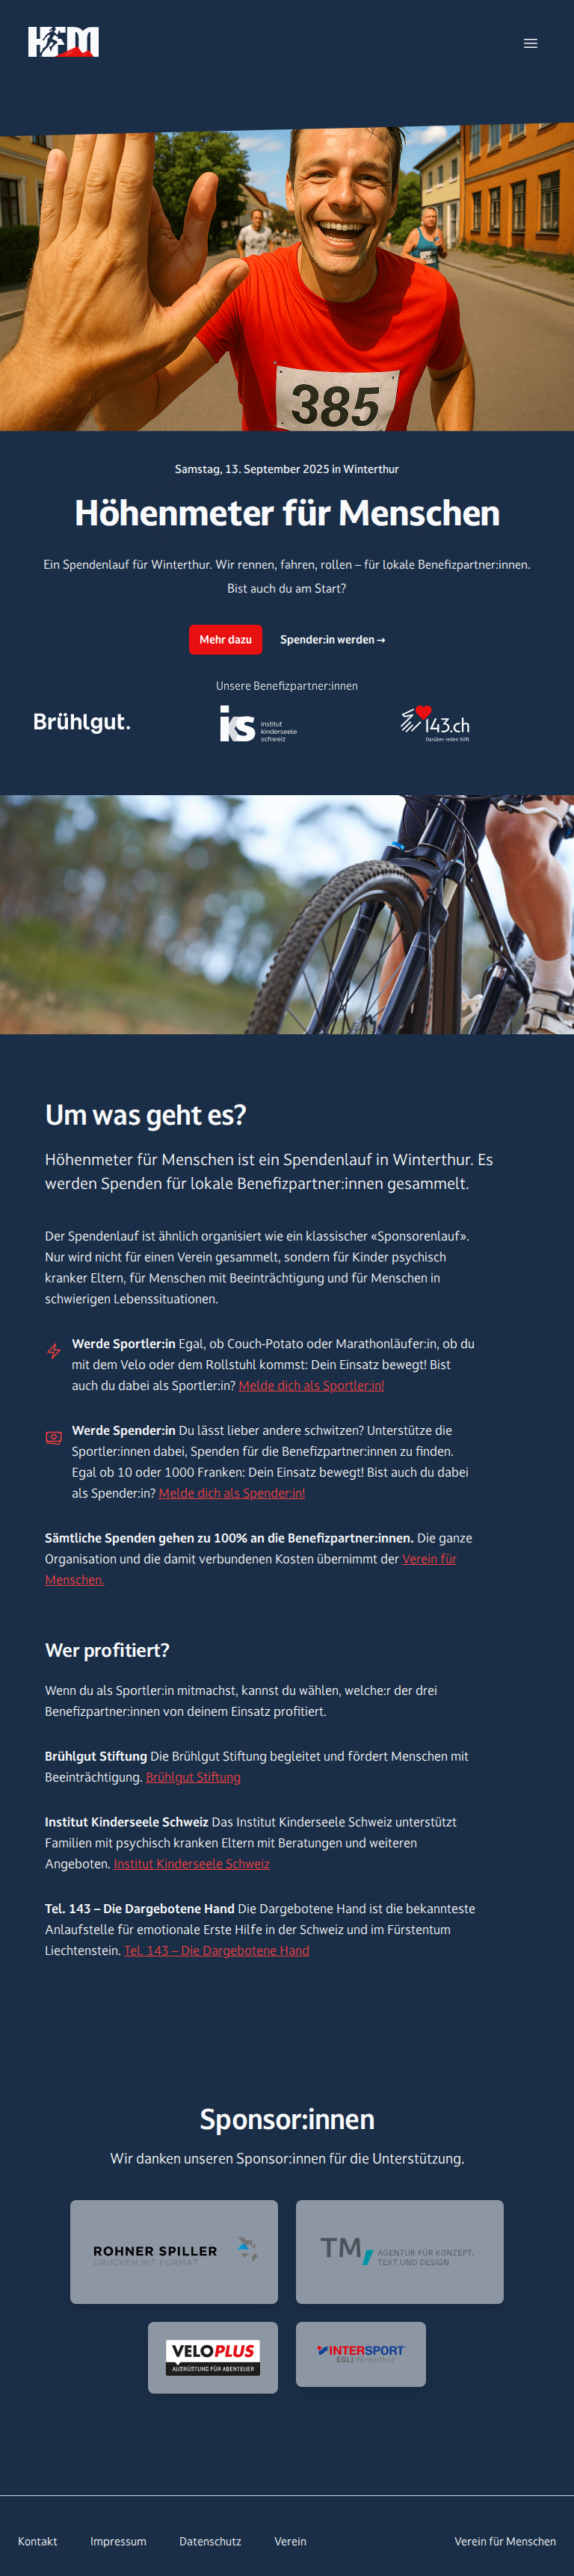 HFM
385
Samstag, 13. September 2025 in Winterthur
Höhenmeter für Menschen
Ein Spendenlauf für Winterthur. Wir rennen, fahren, rollen – für lokale Benefizpartner:innen.
Bist auch du am Start?
Mehr dazu
Spender:in werden →
Unsere Benefizpartner:innen
Brühlgut.
iks institut
kinderseele
schweiz
143.ch
Darüber reden hilft
Um was geht es?
Höhenmeter für Menschen ist ein Spendenlauf in Winterthur. Es
werden Spenden für lokale Benefizpartner:innen gesammelt.
Der Spendenlauf ist ähnlich organisiert wie ein klassischer «Sponsorenlauf».
Nur wird nicht für einen Verein gesammelt, sondern für Kinder psychisch
kranker Eltern, für Menschen mit Beeinträchtigung und für Menschen in
schwierigen Lebenssituationen.
Werde Sportler:in Egal, ob Couch-Potato oder Marathonläufer:in, ob du
mit dem Velo oder dem Rollstuhl kommst: Dein Einsatz bewegt! Bist
auch du dabei als Sportler:in? Melde dich als Sportler:in!
Werde Spender:in Du lässt lieber andere schwitzen? Unterstütze die
Sportler:innen dabei, Spenden für die Benefizpartner:innen zu finden.
Egal ob 10 oder 1000 Franken: Dein Einsatz bewegt! Bist auch du dabei
als Spender:in? Melde dich als Spender:in!
Sämtliche Spenden gehen zu 100% an die Benefizpartner:innen. Die ganze
Organisation und die damit verbundenen Kosten übernimmt der Verein für
Menschen.
Wer profitiert?
Wenn du als Sportler:in mitmachst, kannst du wählen, welche:r der drei
Benefizpartner:innen von deinem Einsatz profitiert.
Brühlgut Stiftung Die Brühlgut Stiftung begleitet und fördert Menschen mit
Beeinträchtigung. Brühlgut Stiftung
Institut Kinderseele Schweiz Das Institut Kinderseele Schweiz unterstützt
Familien mit psychisch kranken Eltern mit Beratungen und weiteren
Angeboten. Institut Kinderseele Schweiz
Tel. 143 – Die Dargebotene Hand Die Dargebotene Hand ist die bekannteste
Anlaufstelle für emotionale Erste Hilfe in der Schweiz und im Fürstentum
Liechtenstein. Tel. 143 – Die Dargebotene Hand
Sponsor:innen
Wir danken unseren Sponsor:innen für die Unterstützung.
ROHNER SPILLER
DRUCKEN MIT FORMAT
TM, AGENTUR FÜR KONZEPT,
TEXT UND DESIGN
VELOPLUS
AUSRÜSTUNG FÜR ABENTEUER
INTERSPORT
EGLI Winterthur
Kontakt
Impressum
Datenschutz
Verein
Verein für Menschen